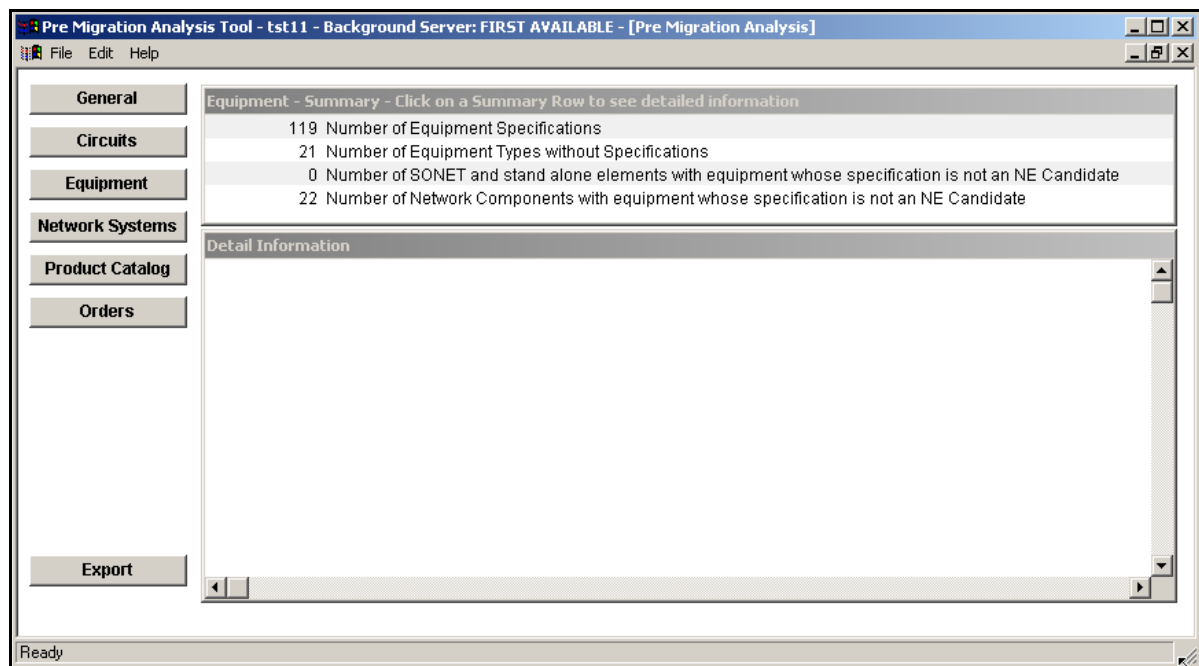 Pre Migration Analysis Tool - tst11 - Background Server: FIRST AVAILABLE - [Pre Migration Analysis]
File Edit Help
General
Circuits
Equipment
Network Systems
Product Catalog
Orders
Export
Equipment - Summary - Click on a Summary Row to see detailed information
119 Number of Equipment Specifications
21 Number of Equipment Types without Specifications
0 Number of SONET and stand alone elements with equipment whose specification is not an NE Candidate
22 Number of Network Components with equipment whose specification is not an NE Candidate
Detail Information
Ready